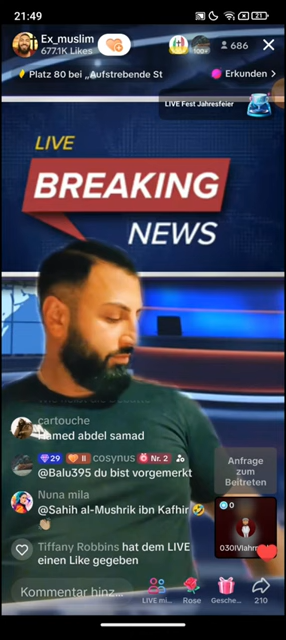 21:49
21
Ex_muslim
677.1K Likes
100+
686
Platz 80 bei „Aufstrebende St
Erkunden >
LIVE Fest Jahresfeier
LIVE
BREAKING
NEWS
cartouche
Hamed abdel samad
29 II cosynus Nr. 2
@Balu395 du bist vorgemerkt
Nuna mila
@Sahih al-Mushrik ibn Kafhir 🤣
👏🏼
Tiffany Robbins hat dem LIVE
einen Like gegeben
Anfrage
zum
Beitreten
0
Kommentar hinz...
LIVE mi...
Rose
Gesche...
210